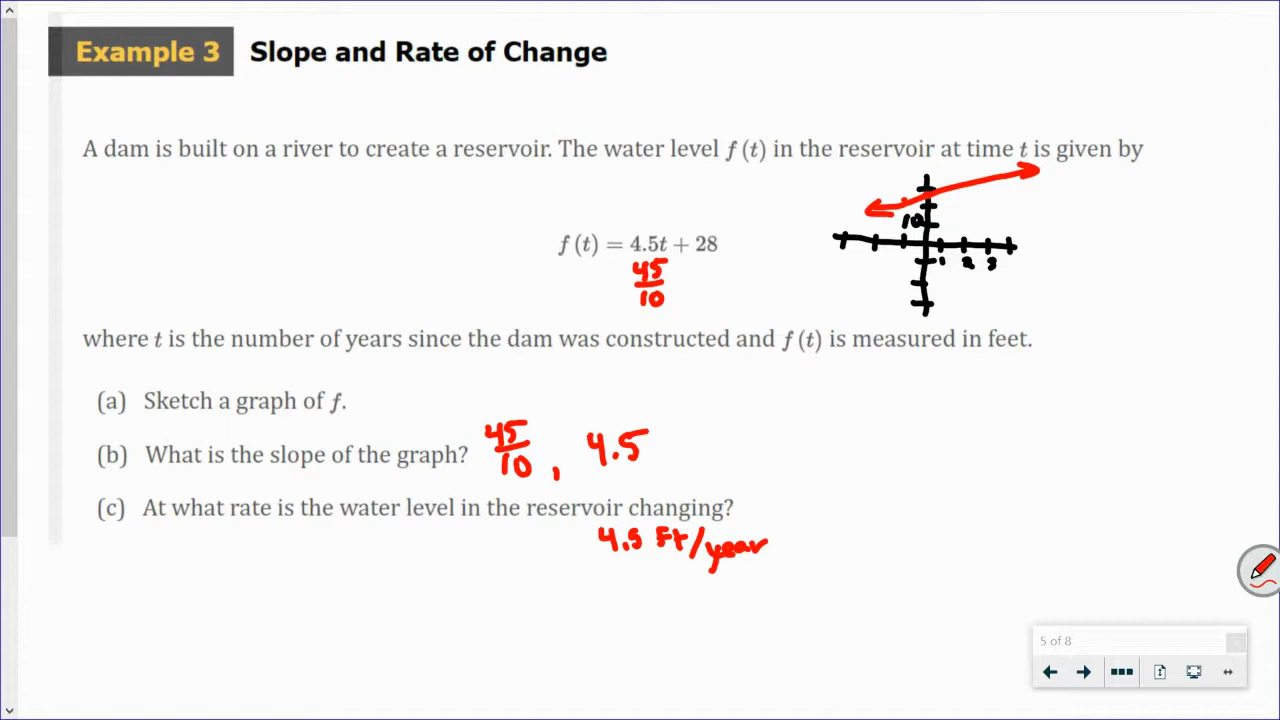 Example 3 Slope and Rate of Change
A dam is built on a river to create a reservoir. The water level f (t) in the reservoir at time t is given by
10
f (t) = 4.5t + 28
1 2 3
45
10
where t is the number of years since the dam was constructed and f (t) is measured in feet.
(a) Sketch a graph of f.
(b) What is the slope of the graph? 45/10 , 4.5
(c) At what rate is the water level in the reservoir changing?
4.5 Ft/year
5 of 8